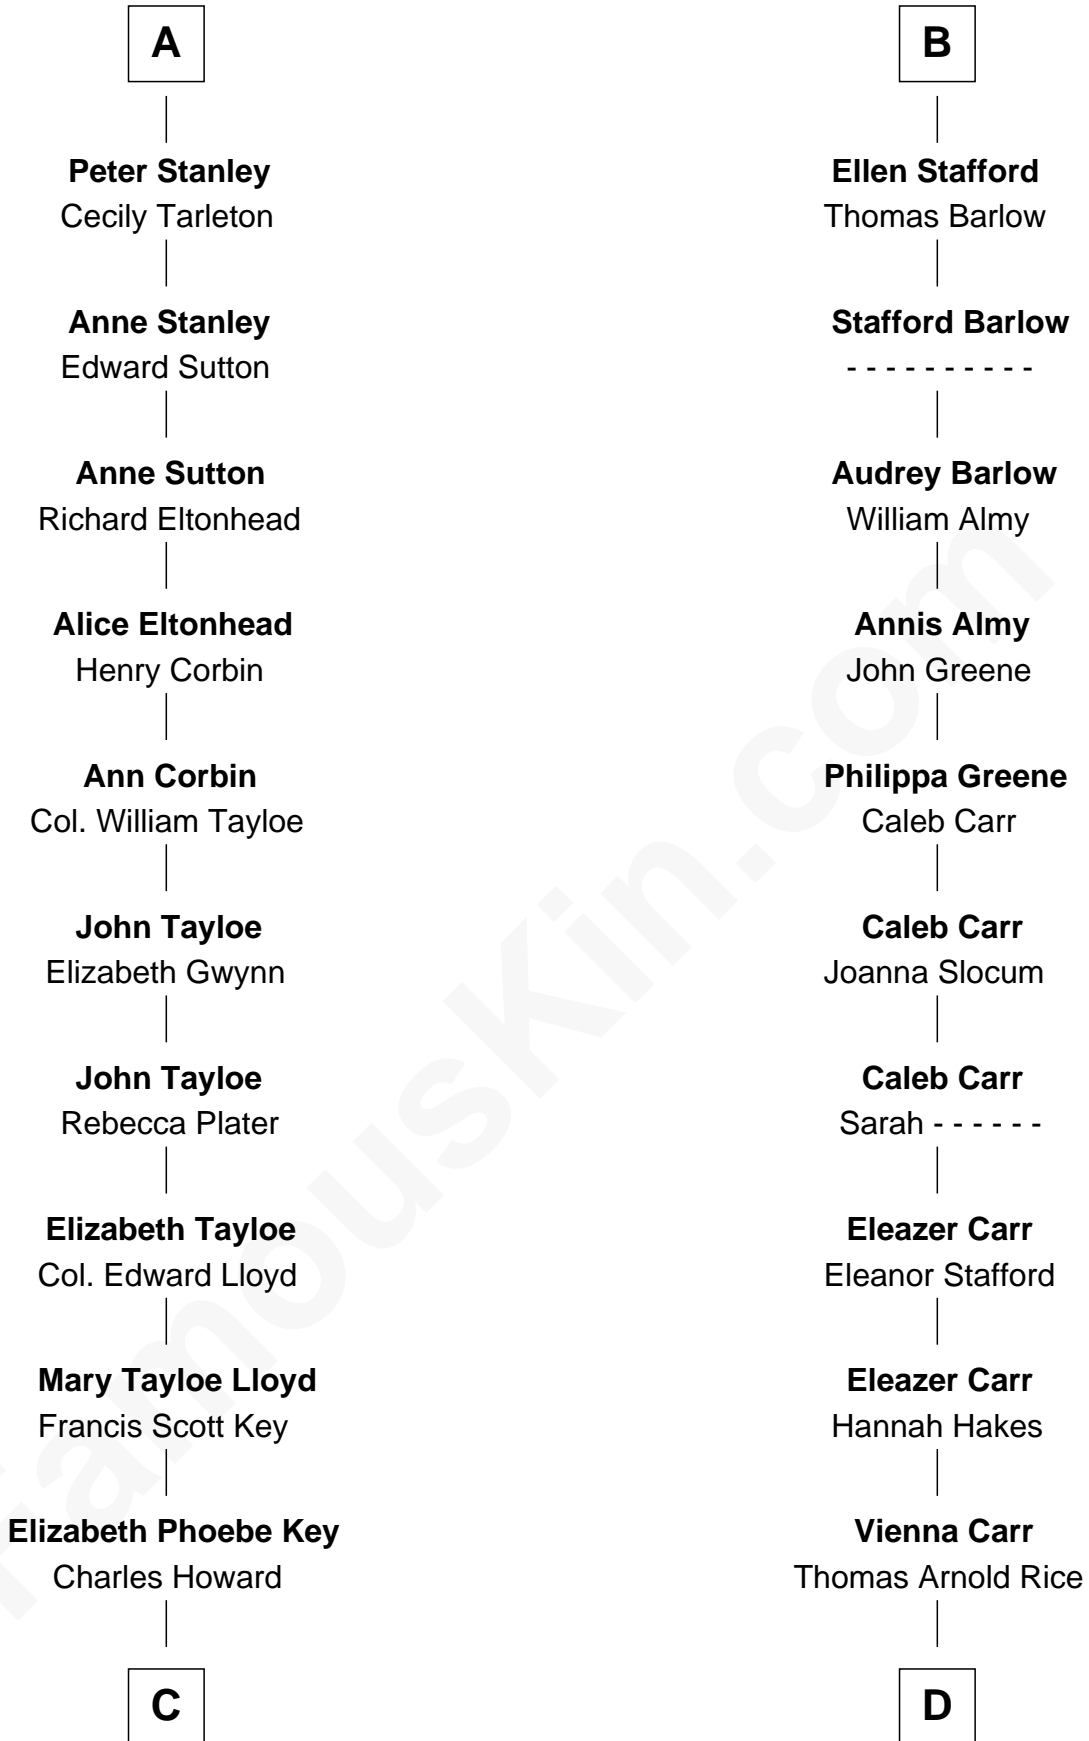 A
Peter Stanley
Cecily Tarleton
Anne Stanley
Edward Sutton
Anne Sutton
Richard Eltonhead
Alice Eltonhead
Henry Corbin
Ann Corbin
Col. William Tayloe
John Tayloe
Elizabeth Gwynn
John Tayloe
Rebecca Plater
Elizabeth Tayloe
Col. Edward Lloyd
Mary Tayloe Lloyd
Francis Scott Key
Elizabeth Phoebe Key
Charles Howard
C
B
Ellen Stafford
Thomas Barlow
Stafford Barlow
- - - - - - - - - -
Audrey Barlow
William Almy
Annis Almy
John Greene
Philippa Greene
Caleb Carr
Caleb Carr
Joanna Slocum
Caleb Carr
Sarah - - - - - -
Eleazer Carr
Eleanor Stafford
Eleazer Carr
Hannah Hakes
Vienna Carr
Thomas Arnold Rice
D
FamousKin.com